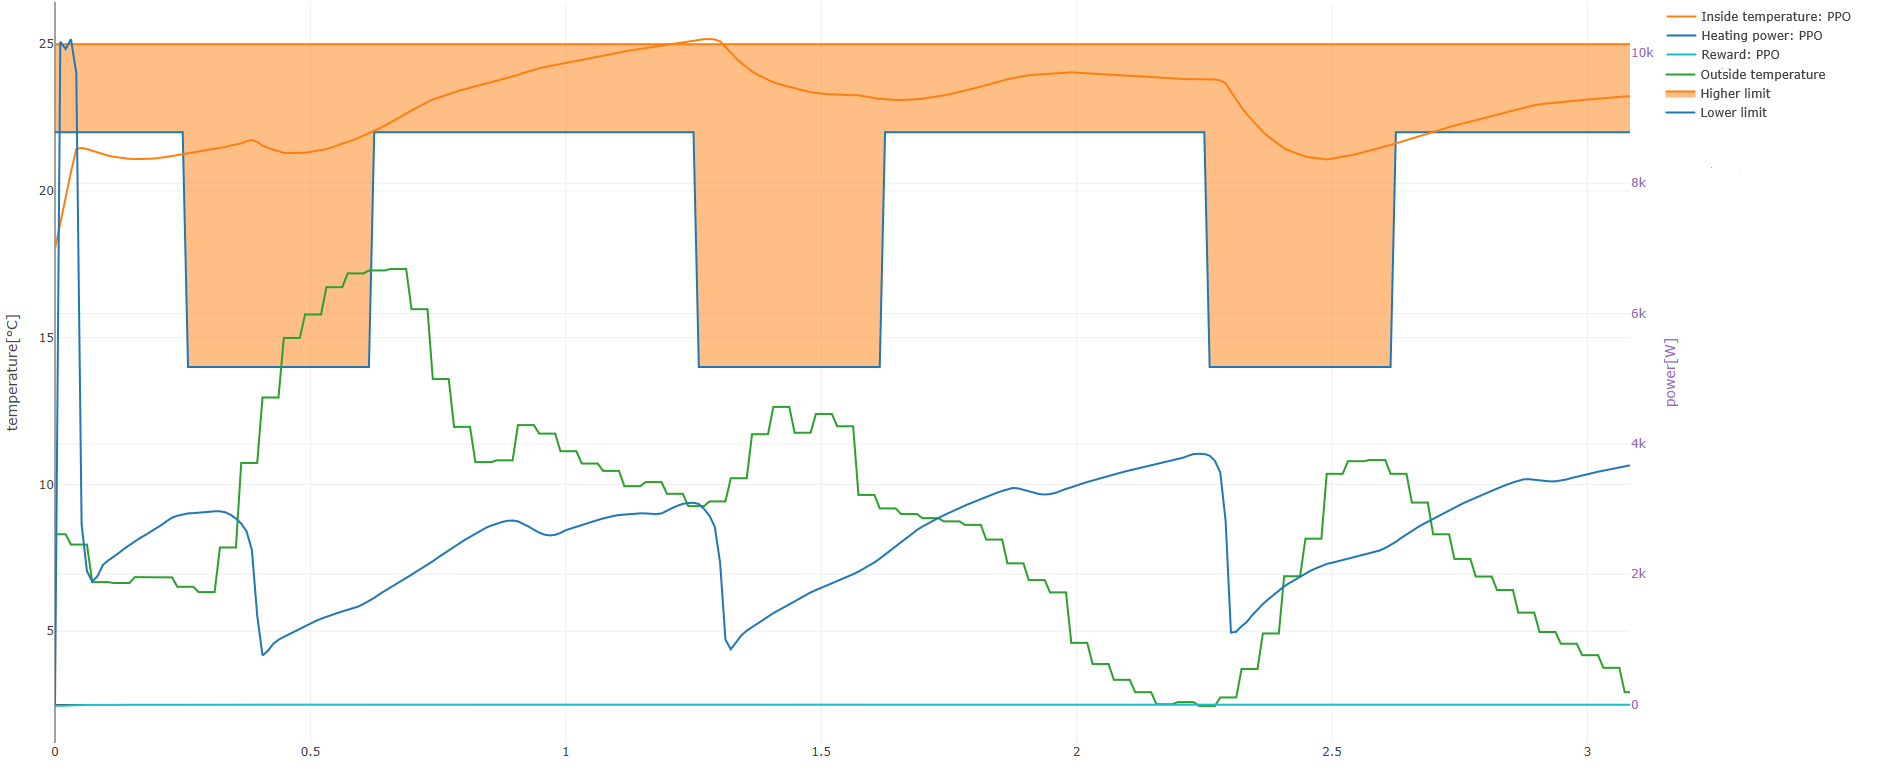 Inside temperature: PPO
Heating power: PPO
Reward: PPO
Outside temperature
Higher limit
Lower limit
25
20
15
10
5
temperature[°C]
10k
8k
6k
4k
2k
0
power[W]
0
0.5
1
1.5
2
2.5
3